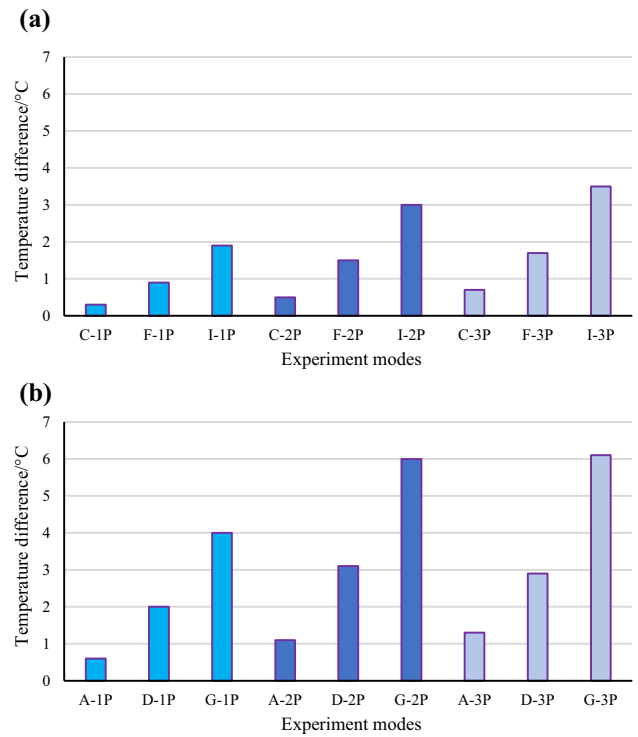 (a)
Temperature difference/°C
7
6
5
4
3
2
1
0
C-1P F-1P I-1P C-2P F-2P I-2P C-3P F-3P I-3P
Experiment modes
(b)
Temperature difference/°C
7
6
5
4
3
2
1
0
A-1P D-1P G-1P A-2P D-2P G-2P A-3P D-3P G-3P
Experiment modes